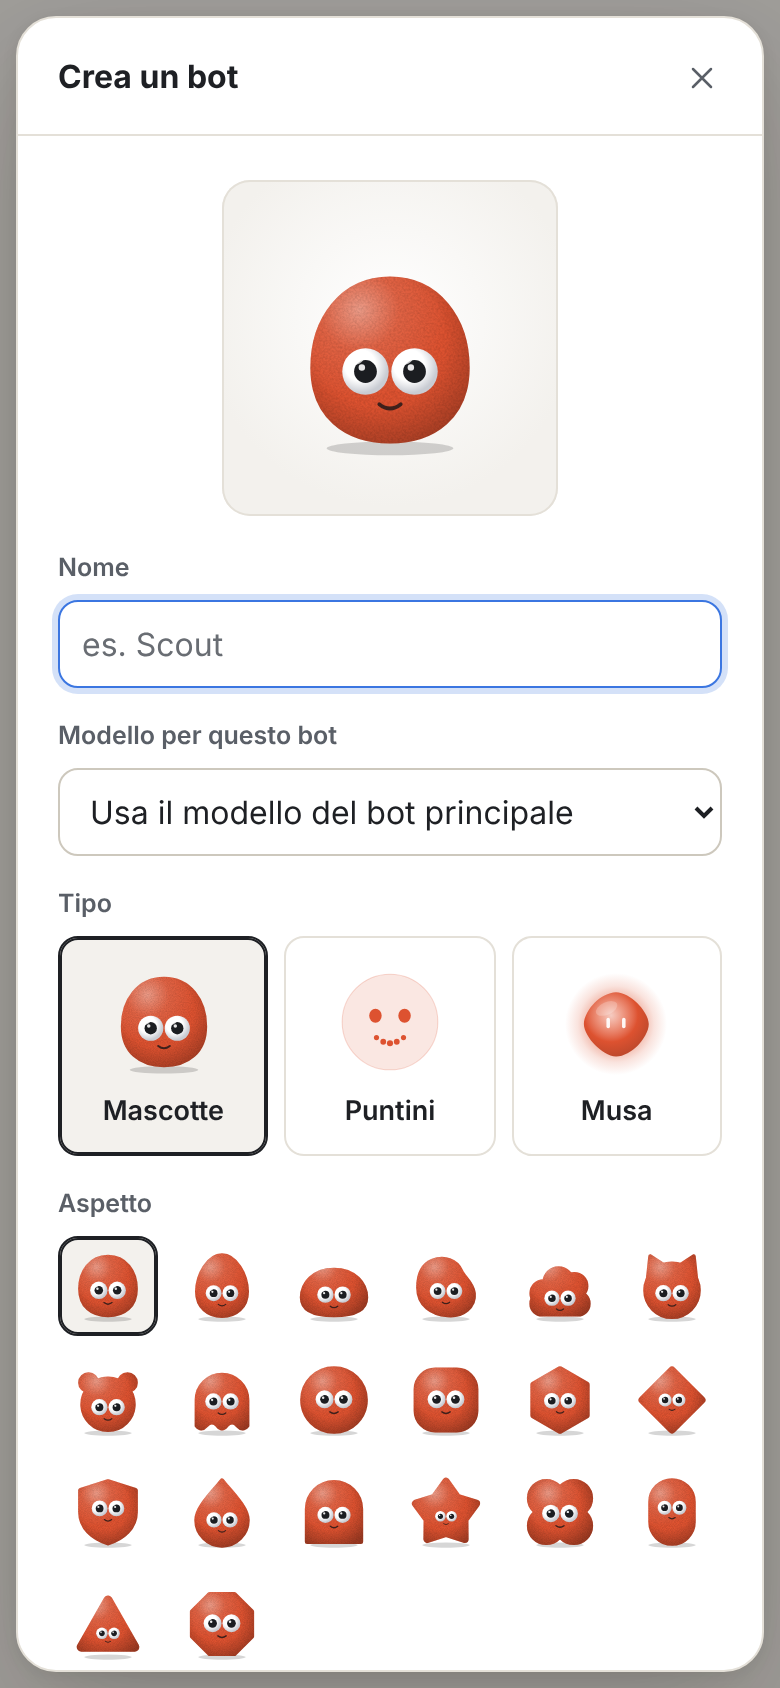 Crea un bot
Nome
es. Scout
Modello per questo bot
Usa il modello del bot principale
Tipo
Mascotte
Puntini
Musa
Aspetto